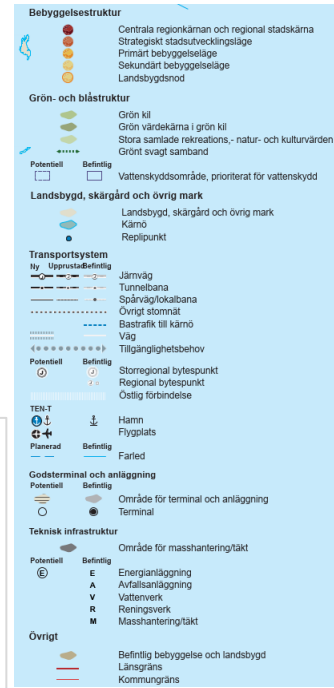 Bebyggelsestruktur
Centrala regionkärnan och regional stadskärna
Strategiskt stadsutvecklingsläge
Primärt bebyggelseläge
Sekundärt bebyggelseläge
Landsbygdsnod
Grön- och blåstruktur
Grön kil
Grön värdekärna i grön kil
Stora samlade rekreations,- natur- och kulturvärden
Grönt svagt samband
Potentiell Befintlig
Vattenskyddsområde, prioriterat för vattenskydd
Landsbygd, skärgård och övrig mark
Landsbygd, skärgård och övrig mark
Kärnö
Replipunkt
Transportsystem
Ny Upprustad Befintlig
Järnväg
Tunnelbana
Spårväg/lokalbana
Övrigt stomnät
Bastrafik till kärnö
Väg
Tillgänglighetsbehov
Potentiell Befintlig
Storregional bytespunkt
Regional bytespunkt
Östlig förbindelse
TEN-T
Hamn
Flygplats
Planerad Befintlig
Farled
Godsterminal och anläggning
Potentiell Befintlig
Område för terminal och anläggning
Terminal
Teknisk infrastruktur
Område för masshantering/täkt
Potentiell Befintlig
E E Energianläggning
A Avfallsanläggning
V Vattenverk
R Reningsverk
M Masshantering/täkt
Övrigt
Befintlig bebyggelse och landsbygd
Länsgräns
Kommungräns